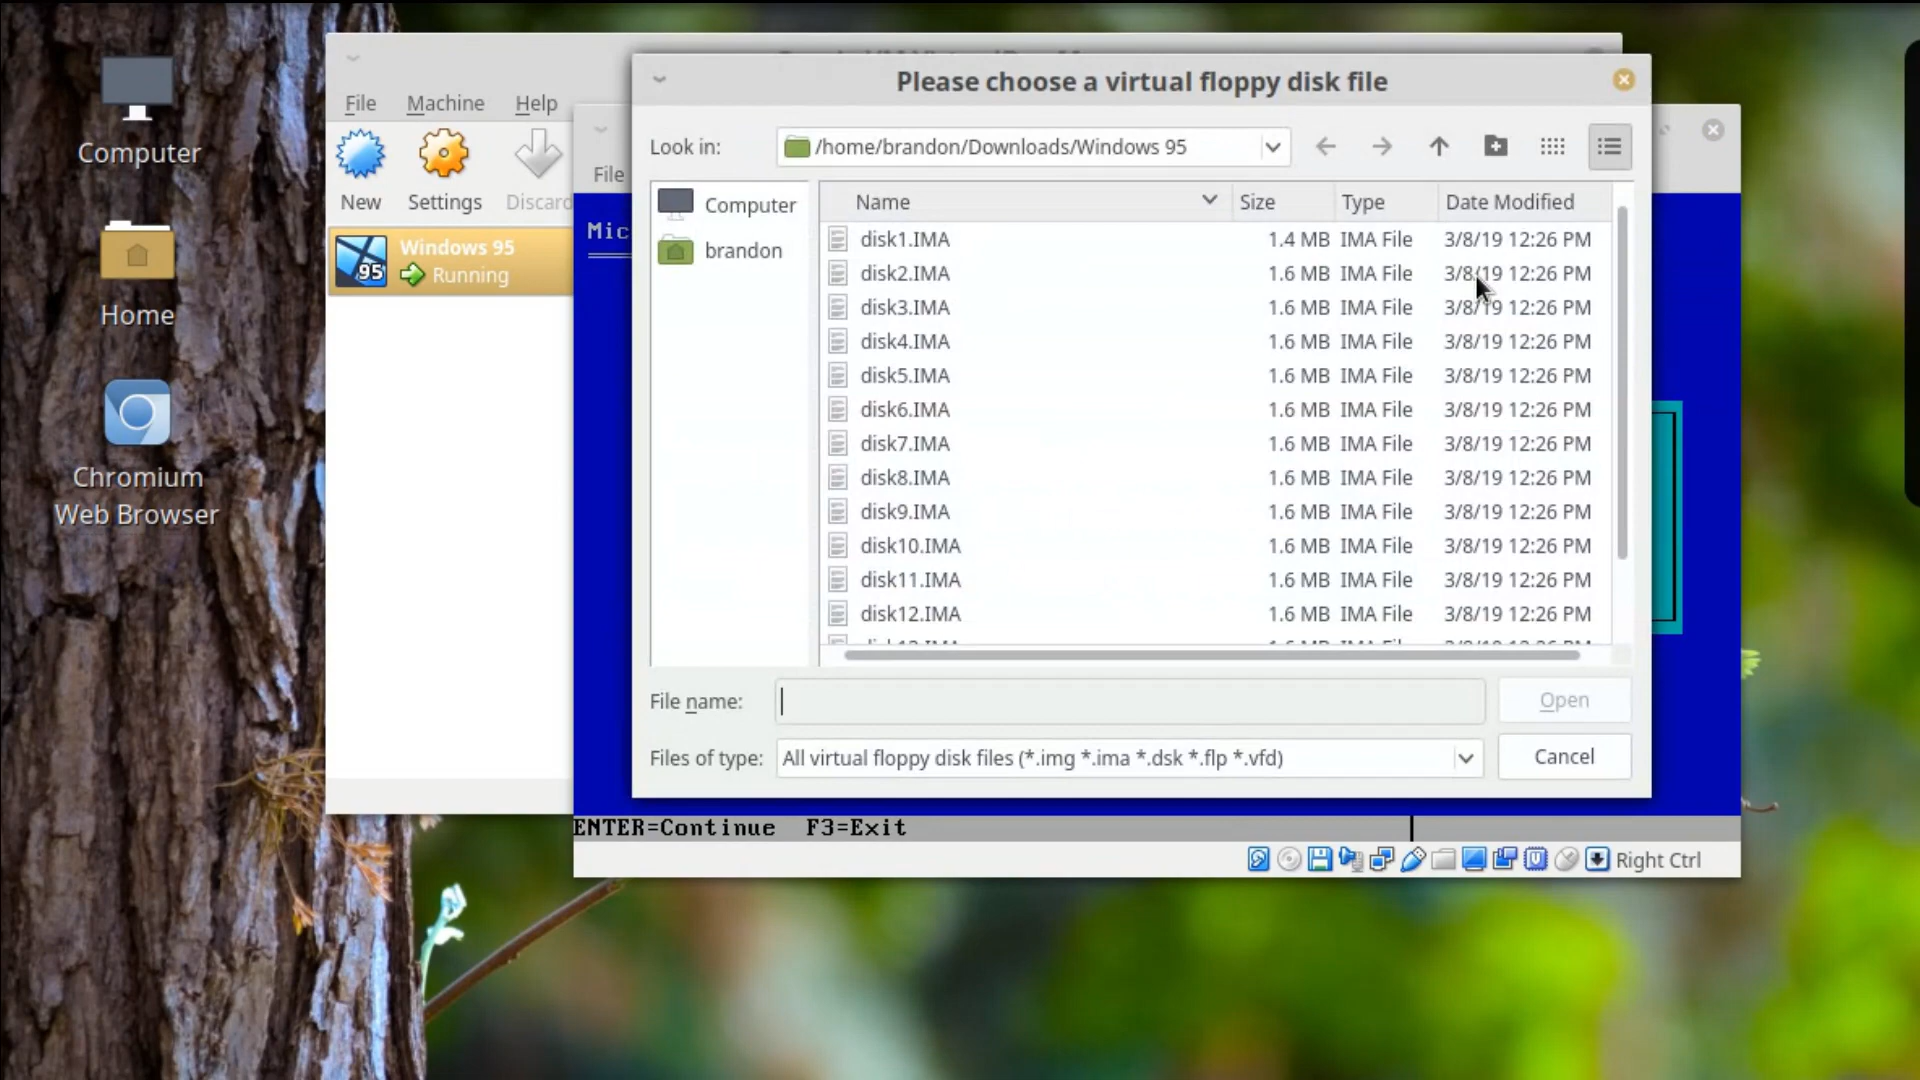 Computer
Home
Chromium
Web Browser
File Machine Help
New Settings Discard
Windows 95
Running
95
File
Mic
Please choose a virtual floppy disk file
Look in: /home/brandon/Downloads/Windows 95
Computer
brandon
Name Size Type Date Modified
disk1.IMA 1.4 MB IMA File 3/8/19 12:26 PM
disk2.IMA 1.6 MB IMA File 3/8/19 12:26 PM
disk3.IMA 1.6 MB IMA File 3/8/19 12:26 PM
disk4.IMA 1.6 MB IMA File 3/8/19 12:26 PM
disk5.IMA 1.6 MB IMA File 3/8/19 12:26 PM
disk6.IMA 1.6 MB IMA File 3/8/19 12:26 PM
disk7.IMA 1.6 MB IMA File 3/8/19 12:26 PM
disk8.IMA 1.6 MB IMA File 3/8/19 12:26 PM
disk9.IMA 1.6 MB IMA File 3/8/19 12:26 PM
disk10.IMA 1.6 MB IMA File 3/8/19 12:26 PM
disk11.IMA 1.6 MB IMA File 3/8/19 12:26 PM
disk12.IMA 1.6 MB IMA File 3/8/19 12:26 PM
File name: Open
Files of type: All virtual floppy disk files (*.img *.ima *.dsk *.flp *.vfd) Cancel
ENTER=Continue F3=Exit
Right Ctrl